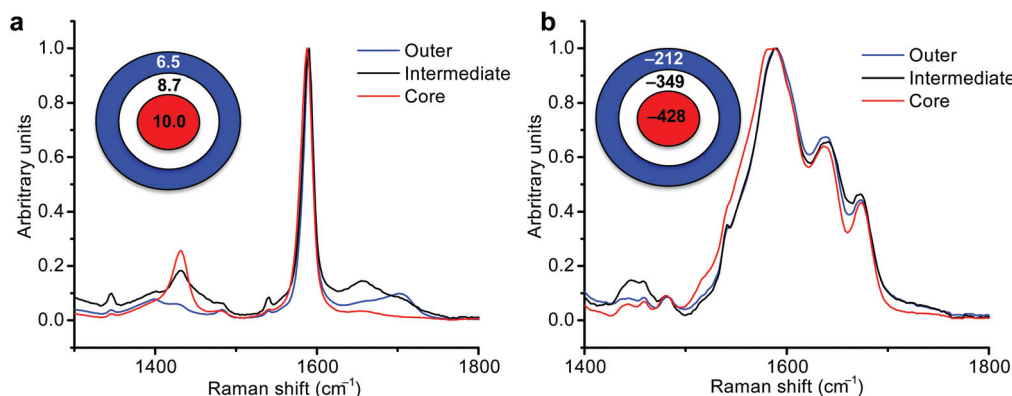 a
1.0
0.8
0.6
0.4
0.2
0.0
Arbritrary units
6.5
8.7
10.0
Outer
Intermediate
Core
1400
1600
1800
Raman shift (cm⁻¹)
b
1.0
0.8
0.6
0.4
0.2
0.0
Arbritrary units
–212
–349
–428
Outer
Intermediate
Core
1400
1600
1800
Raman shift (cm⁻¹)